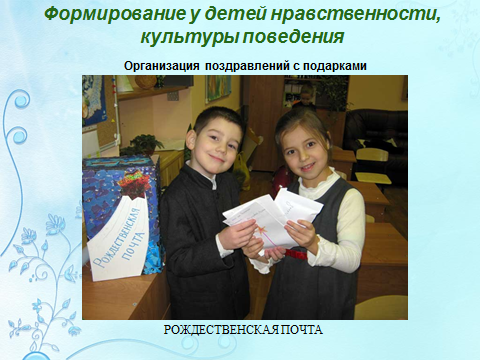 Формирование у детей нравственности,
культуры поведения
Организация поздравлений с подарками
РОЖДЕСТВЕНСКАЯ
ПОЧТА
РОЖДЕСТВЕНСКАЯ ПОЧТА